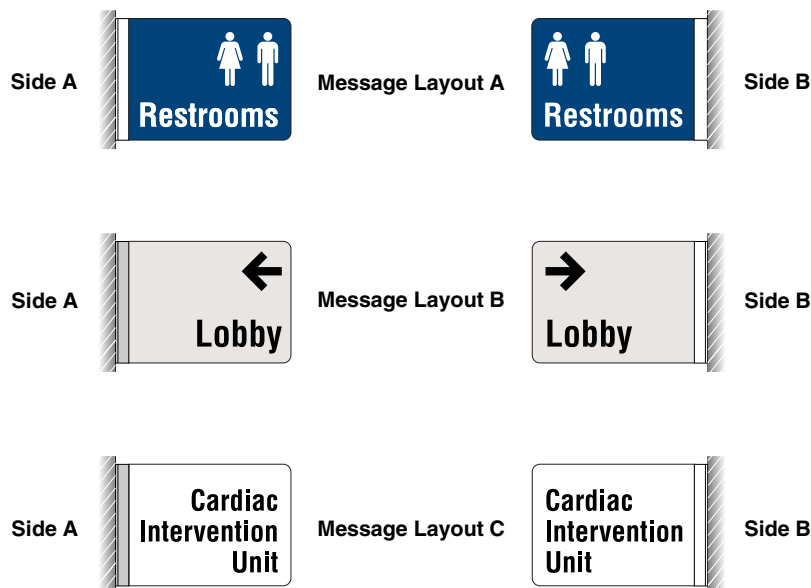 Side A
Restrooms
Message Layout A
Restrooms
Side B
Side A
Lobby
Message Layout B
Lobby
Side B
Side A
Cardiac
Intervention
Unit
Message Layout C
Cardiac
Intervention
Unit
Side B